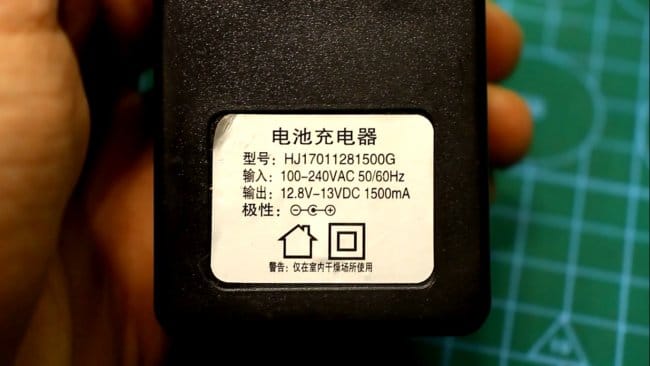 电池充电器
型号：HJ17011281500G
输入：100-240VAC 50/60Hz
输出：12.8V-13VDC 1500mA
极性：
警告：仅在室内干燥场所使用